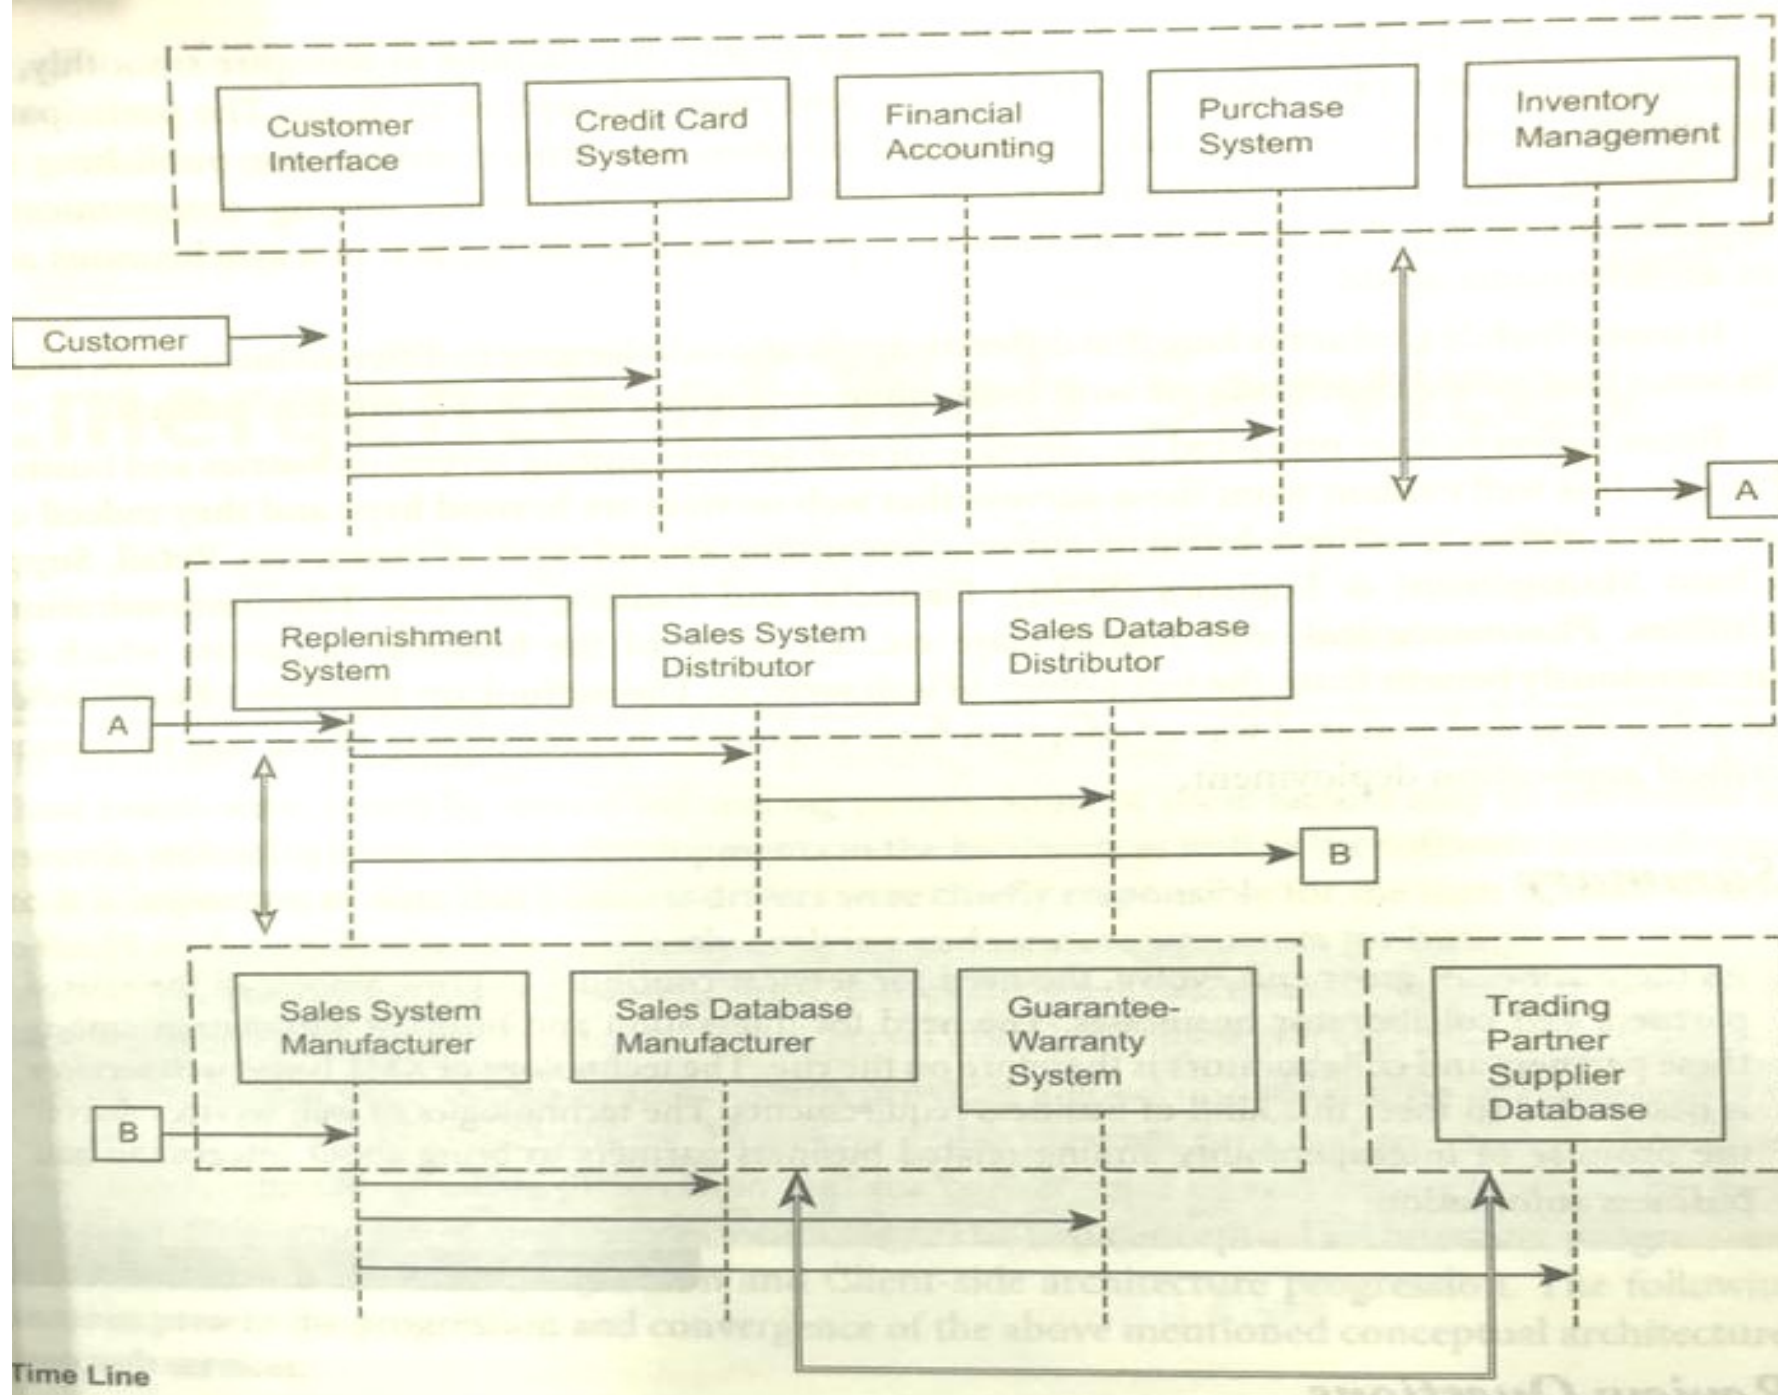 thly,
Customer
Interface
Credit Card
System
Financial
Accounting
Purchase
System
Inventory
Management
Customer
A
Replenishment
System
Sales System
Distributor
Sales Database
Distributor
A
B
Sales System
Manufacturer
Sales Database
Manufacturer
Guarantee-
Warranty
System
Trading
Partner
Supplier
Database
B
Time Line